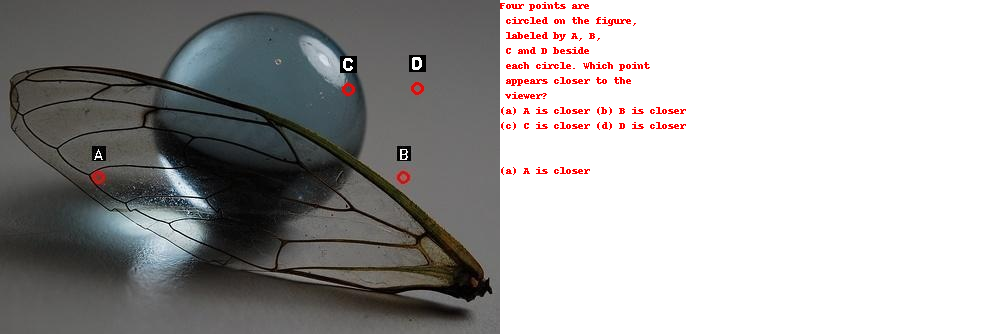 C
D
A
B
Four points are
circled on the figure,
labeled by A, B,
C and D beside
each circle. Which point
appears closer to the
viewer?
(a) A is closer (b) B is closer
(c) C is closer (d) D is closer
(a) A is closer